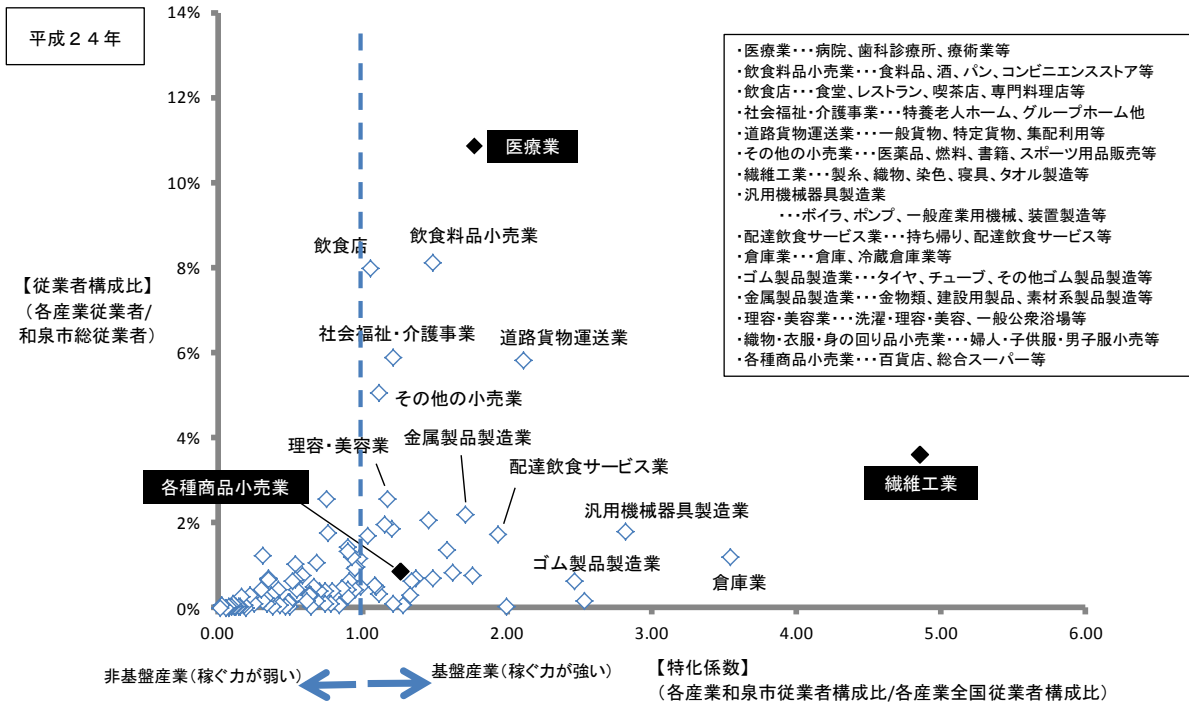 平成２４年
14%
12%
10%
8%
6%
4%
2%
0%
【従業者構成比】
（各産業従業者/
和泉市総従業者）
医療業
飲食店
飲食料品小売業
社会福祉・介護事業
道路貨物運送業
その他の小売業
理容・美容業
金属製品製造業
各種商品小売業
配達飲食サービス業
繊維工業
汎用機械器具製造業
ゴム製品製造業
倉庫業
・医療業・・・病院、歯科診療所、療術業等
・飲食料品小売業・・・食料品、酒、パン、コンビニエンスストア等
・飲食店・・・食堂、レストラン、喫茶店、専門料理店等
・社会福祉・介護事業・・・特養老人ホーム、グループホーム他
・道路貨物運送業・・・一般貨物、特定貨物、集配利用等
・その他の小売業・・・医薬品、燃料、書籍、スポーツ用品販売等
・繊維工業・・・製糸、織物、染色、寝具、タオル製造等
・汎用機械器具製造業
・・・ボイラ、ポンプ、一般産業用機械、装置製造等
・配達飲食サービス業・・・持ち帰り、配達飲食サービス等
・倉庫業・・・倉庫、冷蔵倉庫業等
・ゴム製品製造業・・・タイヤ、チューブ、その他ゴム製品製造等
・金属製品製造業・・・金物類、建設用製品、素材系製品製造等
・理容・美容業・・・洗濯・理容・美容、一般公衆浴場等
・織物・衣服・身の回り品小売業・・・婦人・子供服・男子服小売等
・各種商品小売業・・・百貨店、総合スーパー等
0.00 1.00 2.00 3.00 4.00 5.00 6.00
非基盤産業（稼ぐ力が弱い） 基盤産業（稼ぐ力が強い）
【特化係数】
（各産業和泉市従業者構成比/各産業全国従業者構成比）